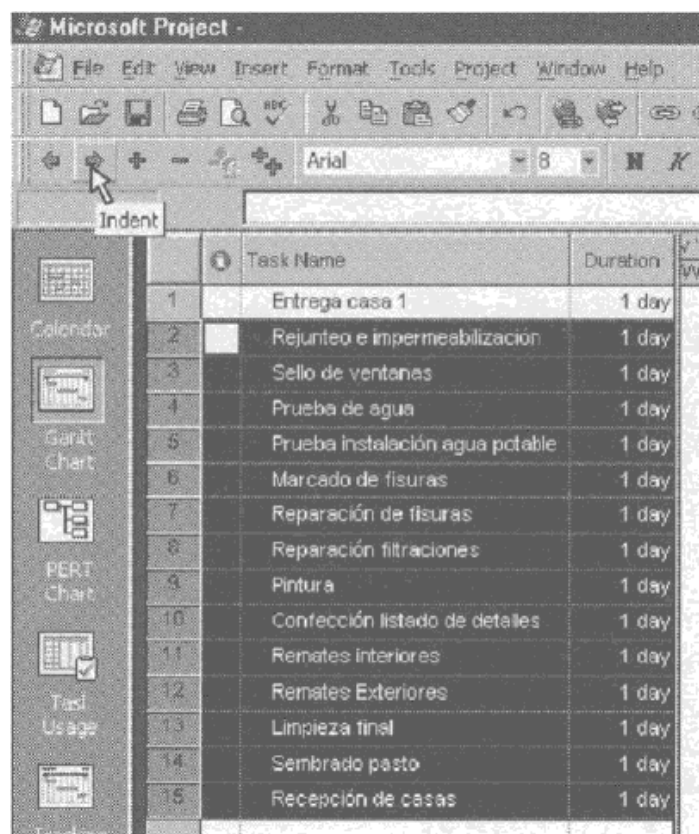 Microsoft Project -
File Edit View Insert Format Tools Project Window Help
ABC
Arial 8 N K
Indent
Task Name Duration
1 Entrega casa 1 1 day
2 Rejunteo e impermeabilización 1 day
3 Sello de ventanas 1 day
4 Prueba de agua 1 day
5 Prueba instalación agua potable 1 day
6 Marcado de fisuras 1 day
7 Reparación de fisuras 1 day
8 Reparación filtraciones 1 day
9 Pintura 1 day
10 Confección listado de detalles 1 day
11 Remates interiores 1 day
12 Remates Exteriores 1 day
13 Limpieza final 1 day
14 Sembrado pasto 1 day
15 Recepción de casas 1 day
Calendar
Gantt
Chart
PERT
Chart
Task
Usage